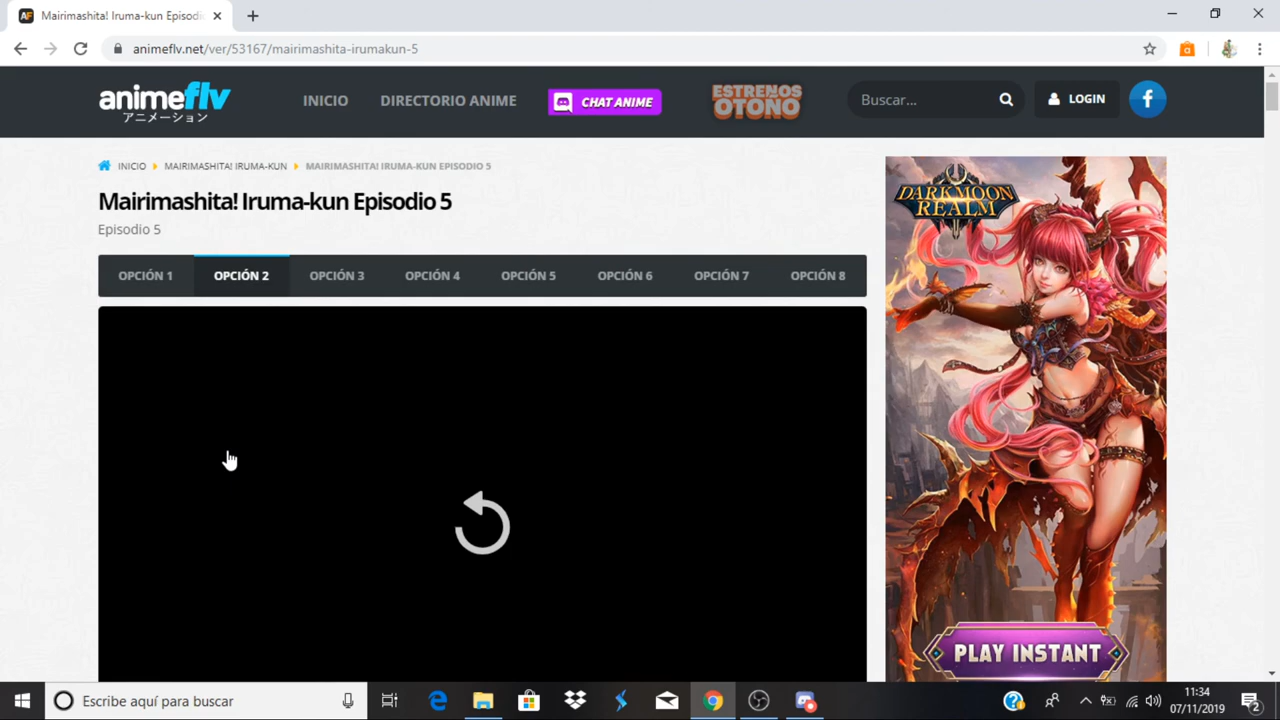 Mairimashita! Iruma-kun Episodi
animeflv.net/ver/53167/mairimashita-irumakun-5
animeflv
アニメーション
INICIO
DIRECTORIO ANIME
CHAT ANIME
ESTRENOS
OTOÑO
Buscar...
LOGIN
INICIO
MAIRIMASHITA! IRUMA-KUN
MAIRIMASHITA! IRUMA-KUN EPISODIO 5
Mairimashita! Iruma-kun Episodio 5
Episodio 5
OPCIÓN 1
OPCIÓN 2
OPCIÓN 3
OPCIÓN 4
OPCIÓN 5
OPCIÓN 6
OPCIÓN 7
OPCIÓN 8
DARKMOON
REALM
PLAY INSTANT
Escribe aquí para buscar
11:34
07/11/2019
2